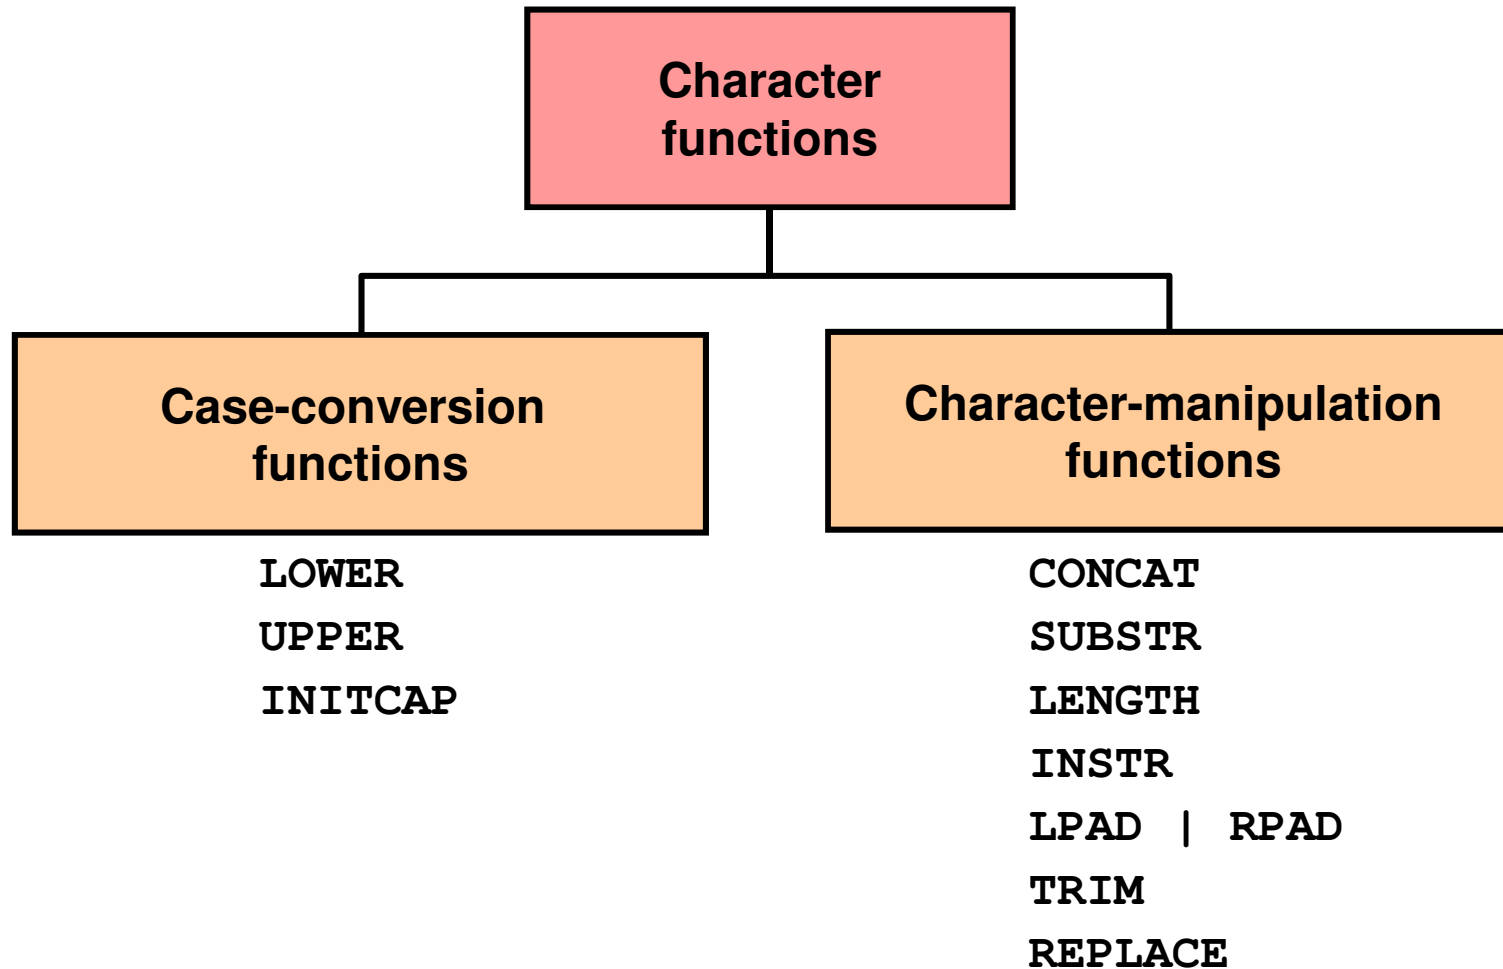 Character
functions
Case-conversion
functions
LOWER
UPPER
INITCAP
Character-manipulation
functions
CONCAT
SUBSTR
LENGTH
INSTR
LPAD | RPAD
TRIM
REPLACE